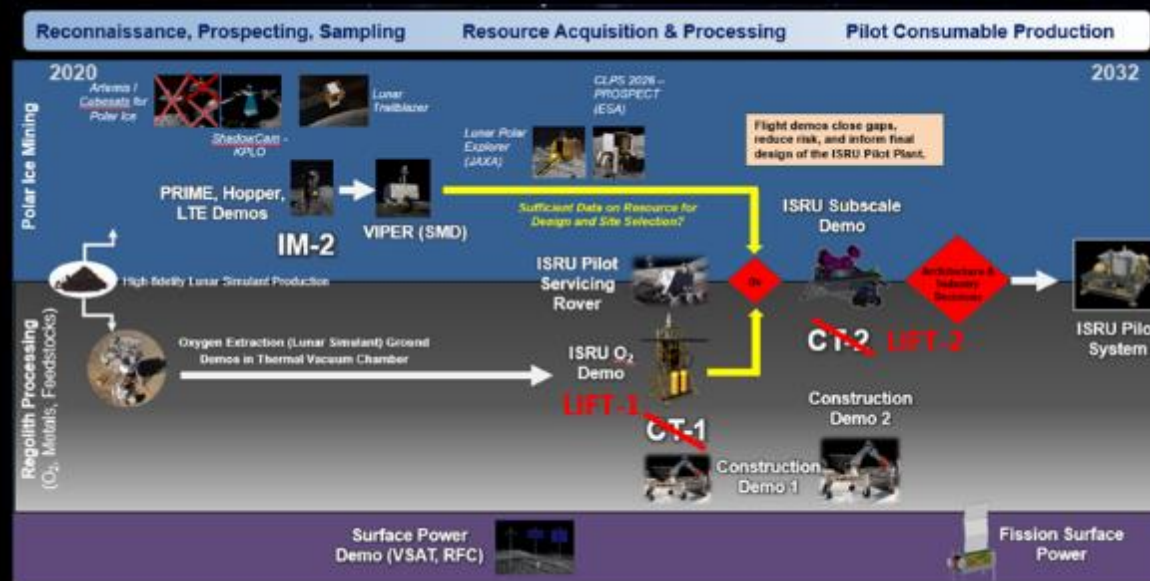 Reconnaissance, Prospecting, Sampling
Resource Acquisition & Processing
Pilot Consumable Production
2020
2032
Polar Ice Mining
Artemis I
Cubesats for
Polar Ice
ShadowCam -
KPLO
Lunar
Trailblazer
Lunar Polar
Explorer
(JAXA)
CLPS 2026 –
PROSPECT
(ESA)
Flight demos close gaps,
reduce risk, and inform final
design of the ISRU Pilot Plant.
PRIME, Hopper,
LTE Demos
IM-2
VIPER (SMD)
Sufficient Data on Resource for
Design and Site Selection?
ISRU Subscale
Demo
High-fidelity Lunar Simulant Production
ISRU Pilot
Servicing
Rover
Architecture &
Industry
Decisions
ISRU Pilot
System
CT-2
LIFT-2
Regolith Processing
(O₂, Metals, Feedstocks)
Oxygen Extraction (Lunar Simulant) Ground
Demos in Thermal Vacuum Chamber
ISRU O₂
Demo
LIFT-1
CT-1
Construction
Demo 2
Construction
Demo 1
Surface Power
Demo (VSAT, RFC)
Fission Surface
Power